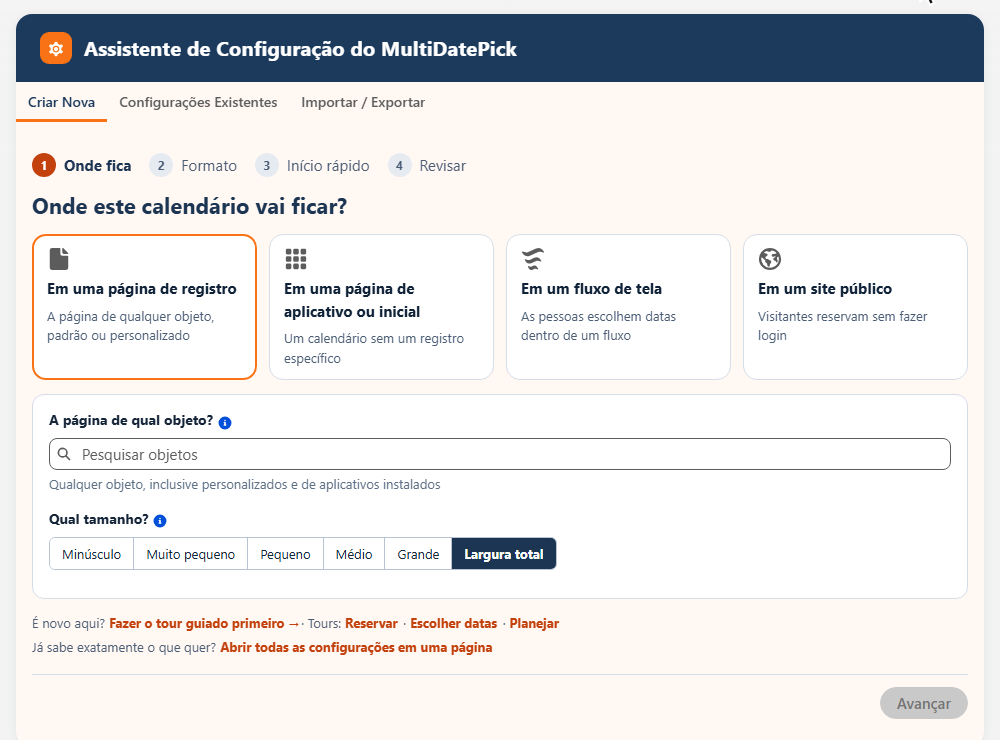 Assistente de Configuração do MultiDatePick
Criar Nova
Configurações Existentes
Importar / Exportar
1 Onde fica
2 Formato
3 Início rápido
4 Revisar
Onde este calendário vai ficar?
Em uma página de registro
A página de qualquer objeto,
padrão ou personalizado
Em uma página de
aplicativo ou inicial
Um calendário sem um registro
específico
Em um fluxo de tela
As pessoas escolhem datas
dentro de um fluxo
Em um site público
Visitantes reservam sem fazer
login
A página de qual objeto?
Pesquisar objetos
Qualquer objeto, inclusive personalizados e de aplicativos instalados
Qual tamanho?
Minúsculo
Muito pequeno
Pequeno
Médio
Grande
Largura total
É novo aqui? Fazer o tour guiado primeiro → · Tours: Reservar · Escolher datas · Planejar
Já sabe exatamente o que quer? Abrir todas as configurações em uma página
Avançar